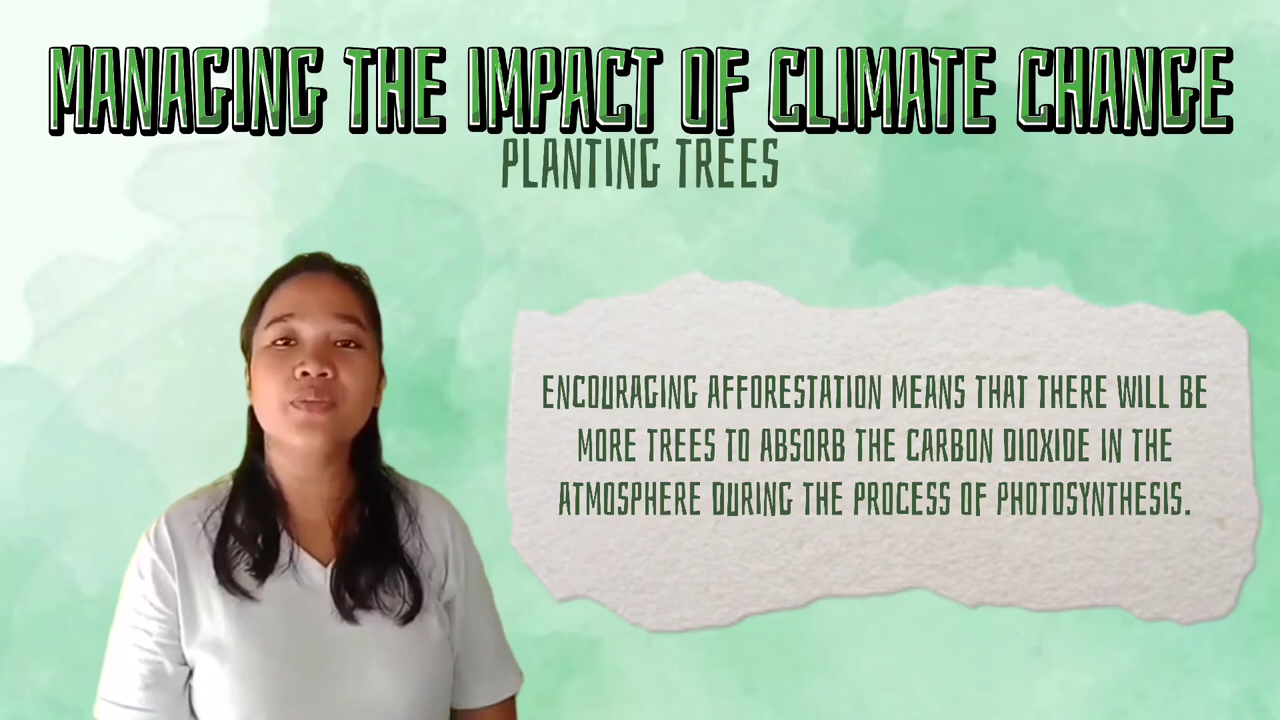 MANAGING THE IMPACT OF CLIMATE CHANGE
PLANTING TREES
ENCOURAGING AFFORESTATION MEANS THAT THERE WILL BE
MORE TREES TO ABSORB THE CARBON DIOXIDE IN THE
ATMOSPHERE DURING THE PROCESS OF PHOTOSYNTHESIS.